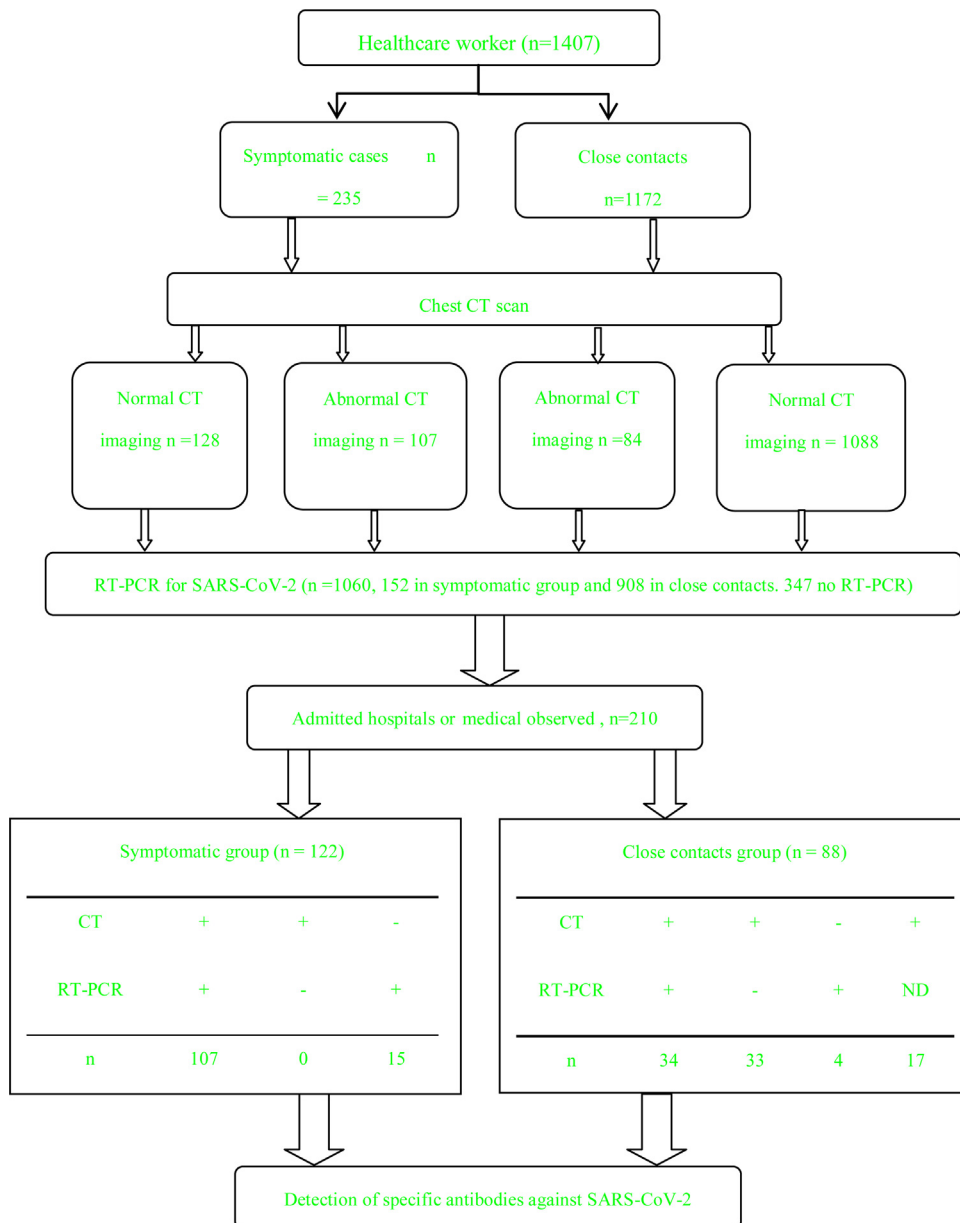 Healthcare worker (n=1407)
Symptomatic cases n
= 235
Close contacts
n=1172
Chest CT scan
Normal CT
imaging n =128
Abnormal CT
imaging n = 107
Abnormal CT
imaging n =84
Normal CT
imaging n = 1088
RT-PCR for SARS-CoV-2 (n =1060, 152 in symptomatic group and 908 in close contacts. 347 no RT-PCR)
Admitted hospitals or medical observed , n=210
Symptomatic group (n = 122)
CT + + -
RT-PCR + - +
n 107 0 15
Close contacts group (n = 88)
CT + + - +
RT-PCR + - + ND
n 34 33 4 17
Detection of specific antibodies against SARS-CoV-2